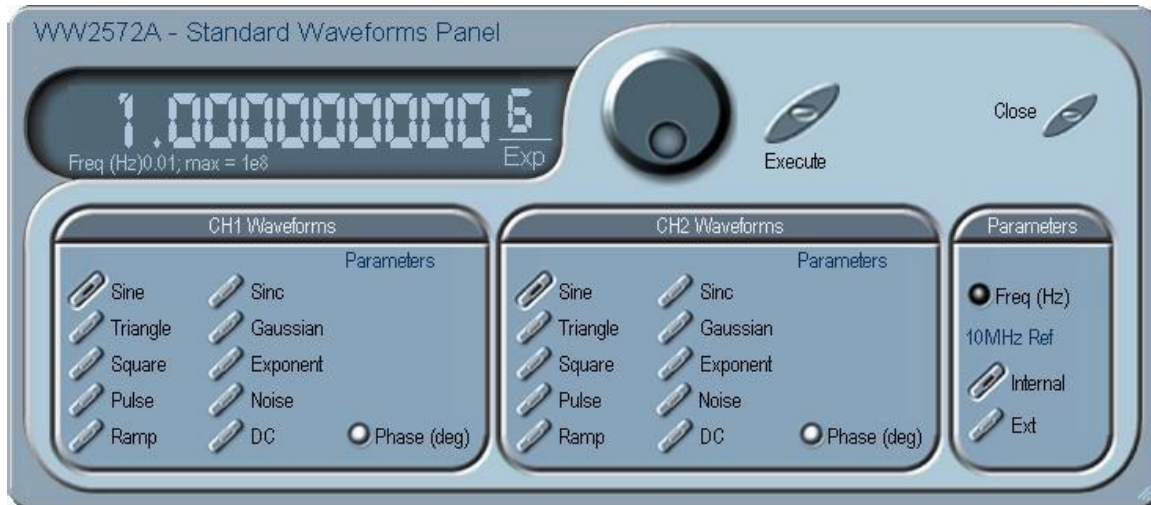 WW2572A - Standard Waveforms Panel
1.000000000 6
Exp
Freq (Hz)0.01; max = 1e8
Execute
Close
CH1 Waveforms
Parameters
Sine
Sinc
Triangle
Gaussian
Square
Exponent
Pulse
Noise
Ramp
DC
Phase (deg)
CH2 Waveforms
Parameters
Sine
Sinc
Triangle
Gaussian
Square
Exponent
Pulse
Noise
Ramp
DC
Phase (deg)
Parameters
Freq (Hz)
10MHz Ref
Internal
Ext